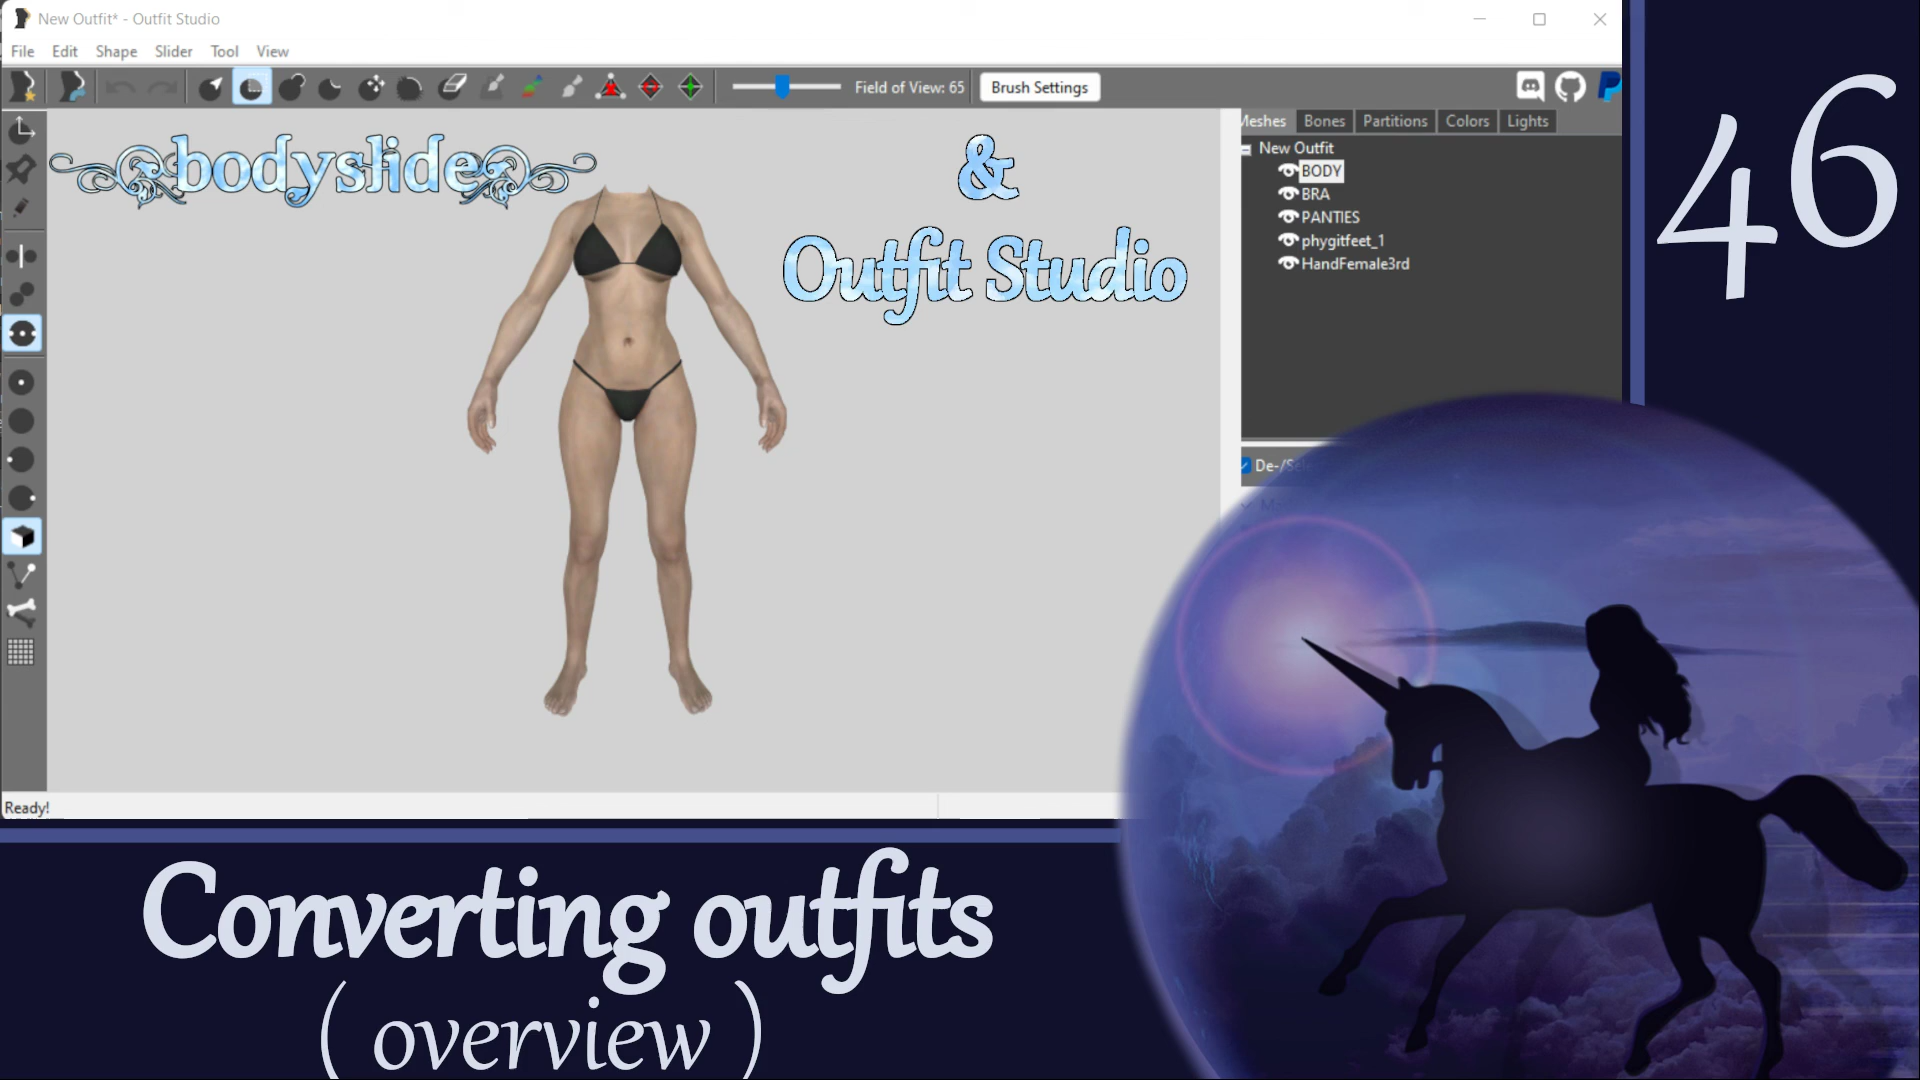 New Outfit* - Outfit Studio
File Edit Shape Slider Tool View
Field of View: 65
Brush Settings
Meshes Bones Partitions Colors Lights
New Outfit
BODY
BRA
PANTIES
phygitfeet_1
HandFemale3rd
bodyslide
&
Outfit Studio
46
Ready!
Converting outfits
( overview )